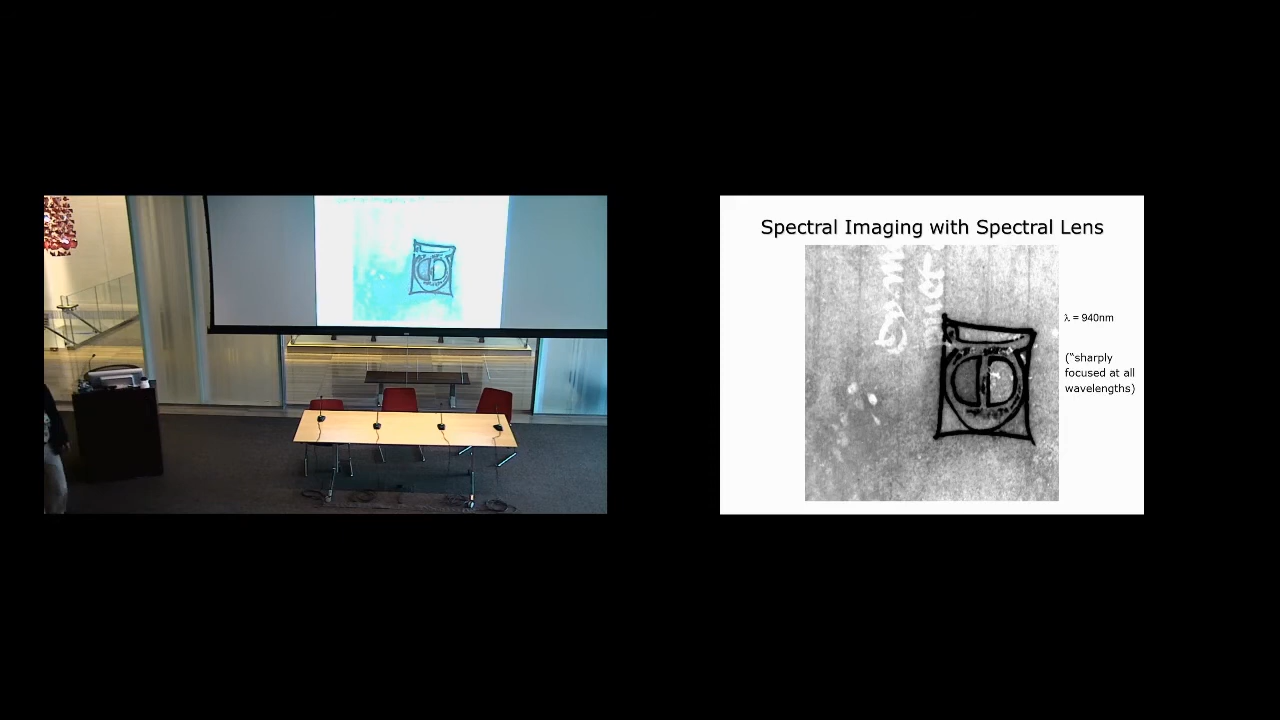 Spectral Imaging with Spectral Lens
λ = 940nm
("sharply
focused at all
wavelengths)